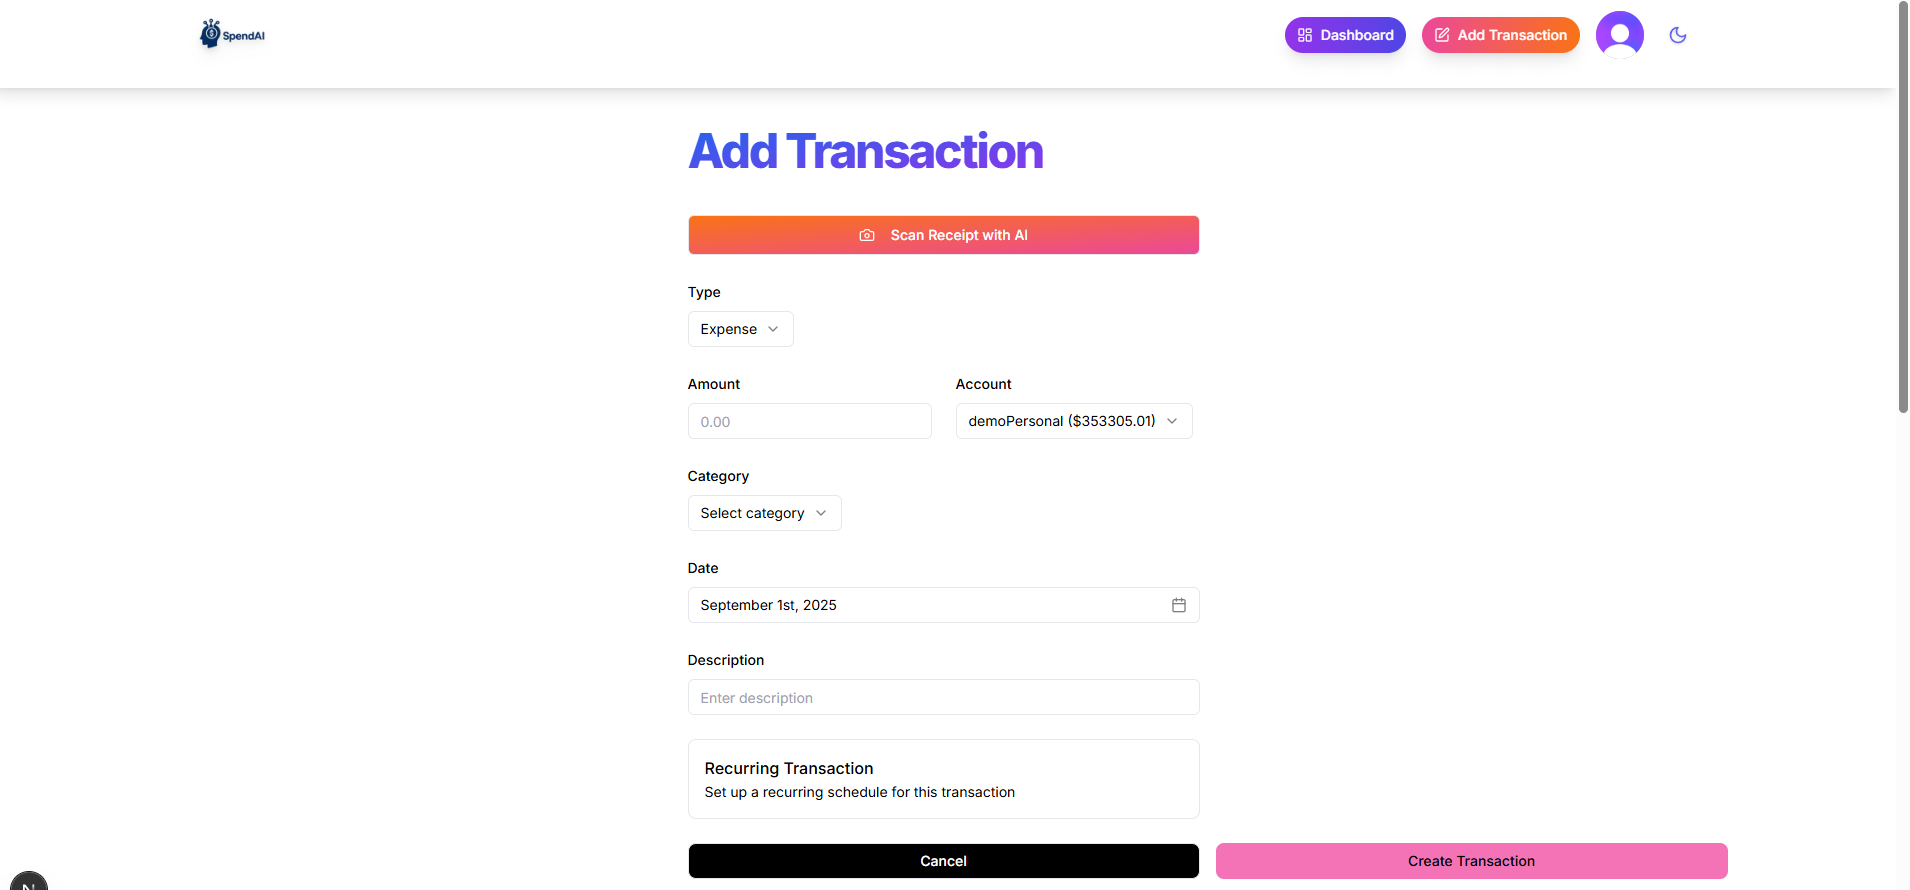 SpendAI
Dashboard
Add Transaction
Add Transaction
Scan Receipt with AI
Type
Expense
Amount
Account
0.00
demoPersonal ($353305.01)
Category
Select category
Date
September 1st, 2025
Description
Enter description
Recurring Transaction
Set up a recurring schedule for this transaction
Cancel
Create Transaction